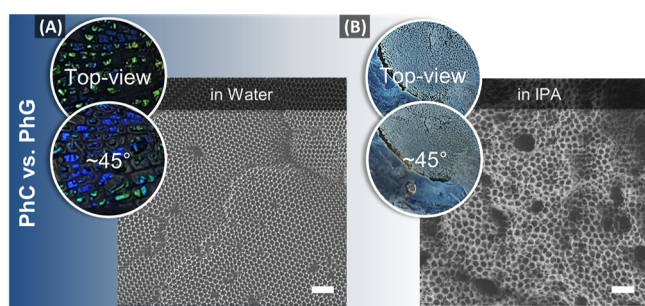 PhC vs. PhG
(A)
Top-view
~45°
in Water
(B)
Top-view
~45°
in IPA